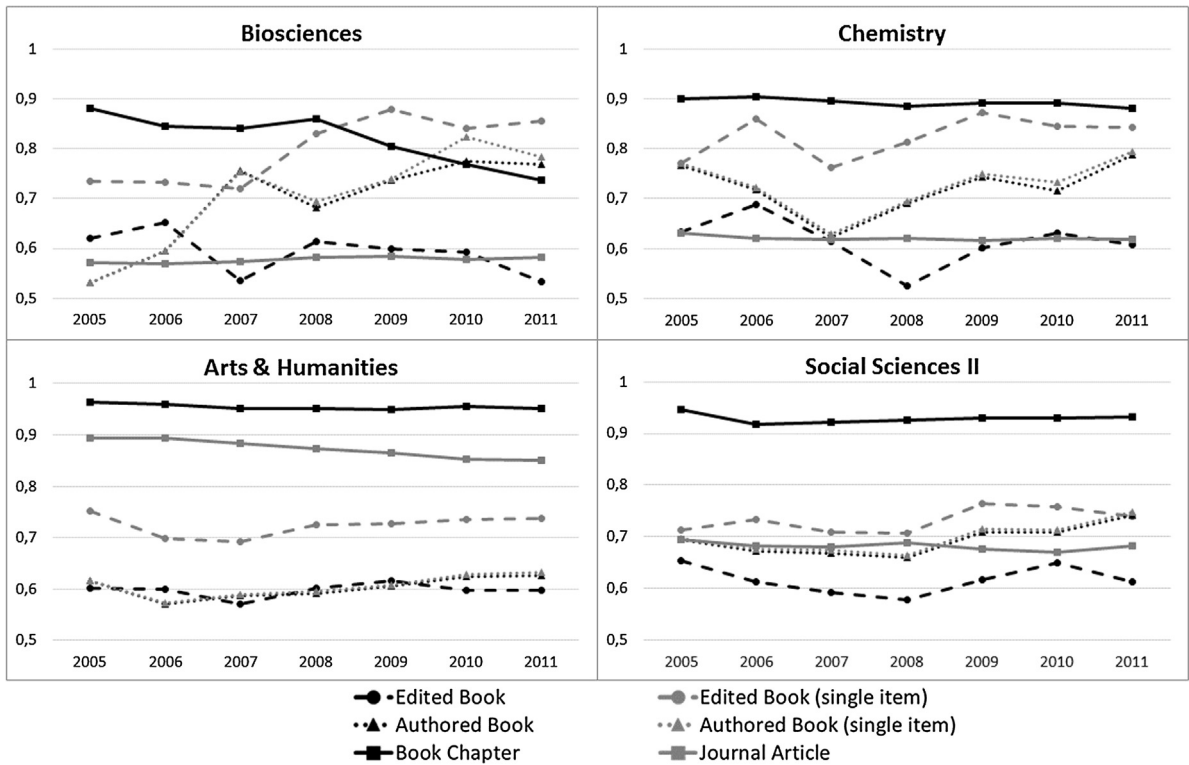 Biosciences
1
0,9
0,8
0,7
0,6
0,5
2005 2006 2007 2008 2009 2010 2011
Chemistry
1
0,9
0,8
0,7
0,6
0,5
2005 2006 2007 2008 2009 2010 2011
Arts & Humanities
1
0,9
0,8
0,7
0,6
0,5
2005 2006 2007 2008 2009 2010 2011
Social Sciences II
1
0,9
0,8
0,7
0,6
0,5
2005 2006 2007 2008 2009 2010 2011
Edited Book
Edited Book (single item)
Authored Book
Authored Book (single item)
Book Chapter
Journal Article